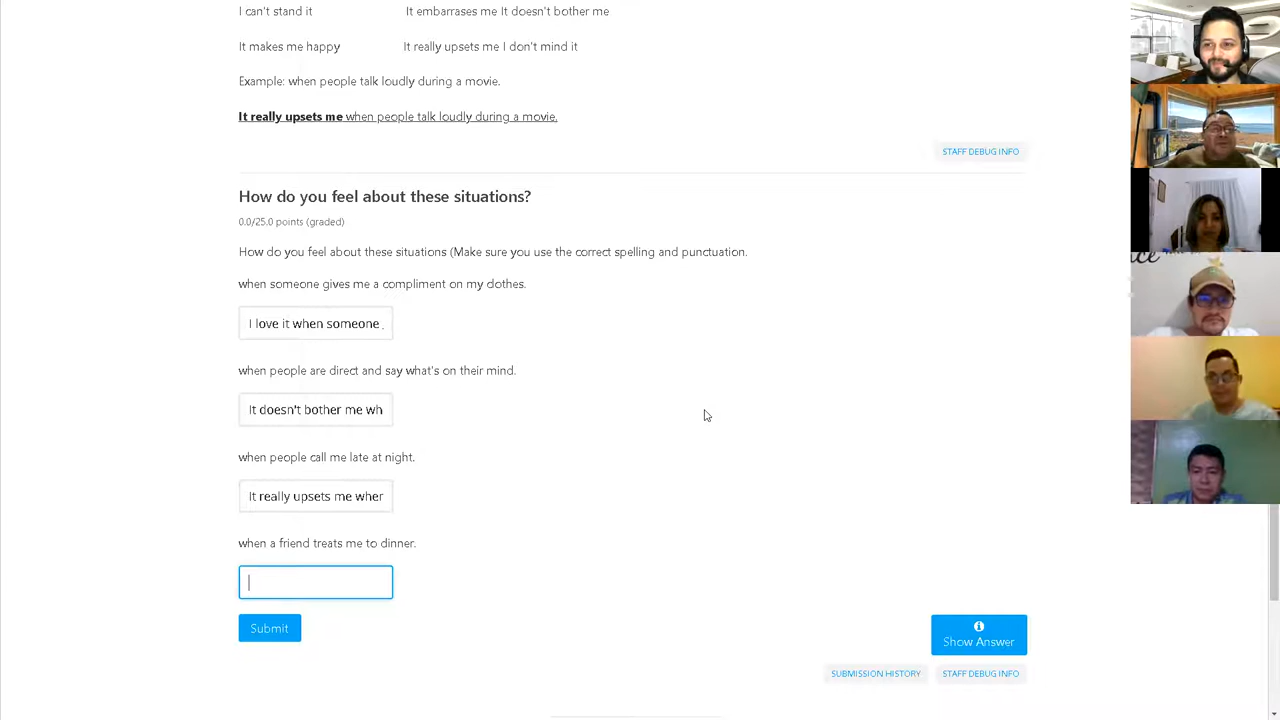 I can't stand it It embarrases me It doesn't bother me
It makes me happy It really upsets me I don't mind it
Example: when people talk loudly during a movie.
It really upsets me when people talk loudly during a movie.
STAFF DEBUG INFO
How do you feel about these situations?
0.0/25.0 points (graded)
How do you feel about these situations (Make sure you use the correct spelling and punctuation.
when someone gives me a compliment on my clothes.
I love it when someone
when people are direct and say what's on their mind.
It doesn't bother me wh
when people call me late at night.
It really upsets me wher
when a friend treats me to dinner.
Submit
Show Answer
SUBMISSION HISTORY STAFF DEBUG INFO